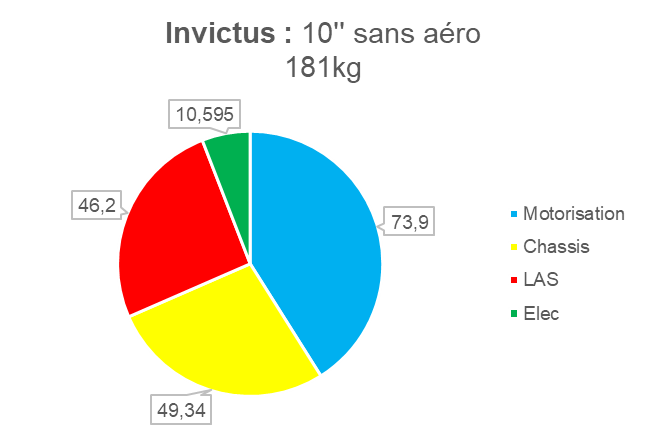 Invictus : 10'' sans aéro
181kg
10,595
46,2
73,9
49,34
Motorisation
Chassis
LAS
Elec